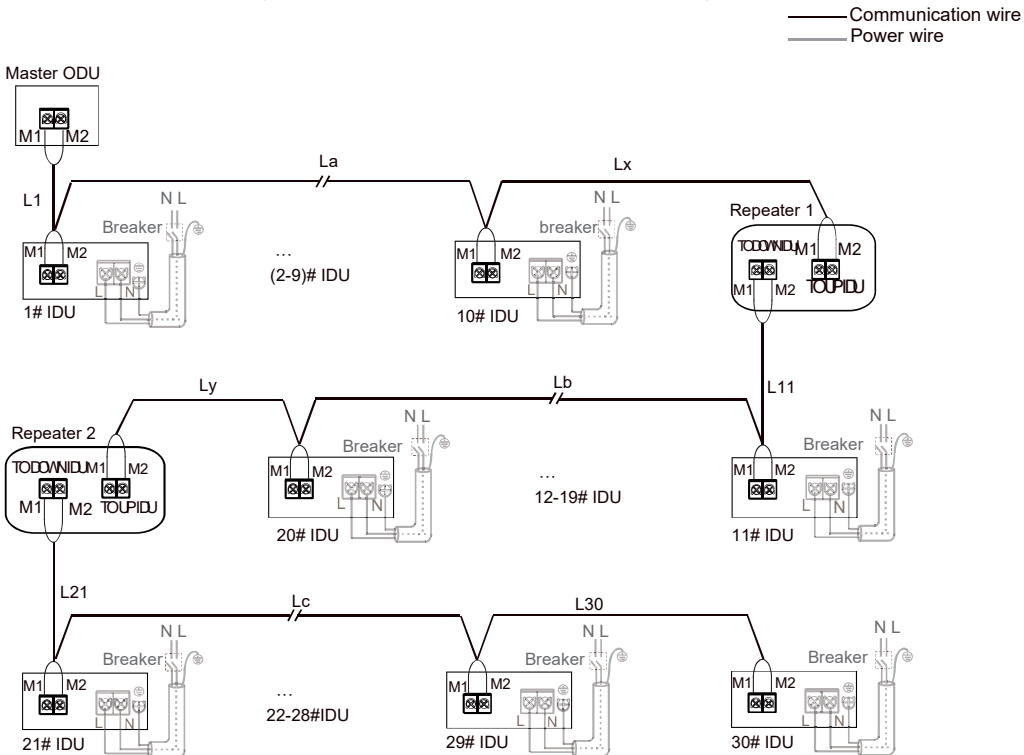 Communication wire
Power wire
Master ODU
M1 M2
La
Lx
L1
N L
Breaker
N L
breaker
Repeater 1
TODOWNIDU M1 M2
M1 M2
...
M1 M2
M1 M2 TOUPIDU
(2-9)# IDU
L N
L N
1# IDU
10# IDU
Ly
Lb
L11
N L
N L
Repeater 2
Breaker
Breaker
TODOWNIDU M1 M2
M1 M2
...
M1 M2
M1 M2 TOUPIDU
L N
12-19# IDU
L N
20# IDU
11# IDU
L21
Lc
L30
N L
N L
N L
Breaker
Breaker
Breaker
M1 M2
...
M1 M2
M1 M2
L N
22-28#IDU
L N
L N
21# IDU
29# IDU
30# IDU